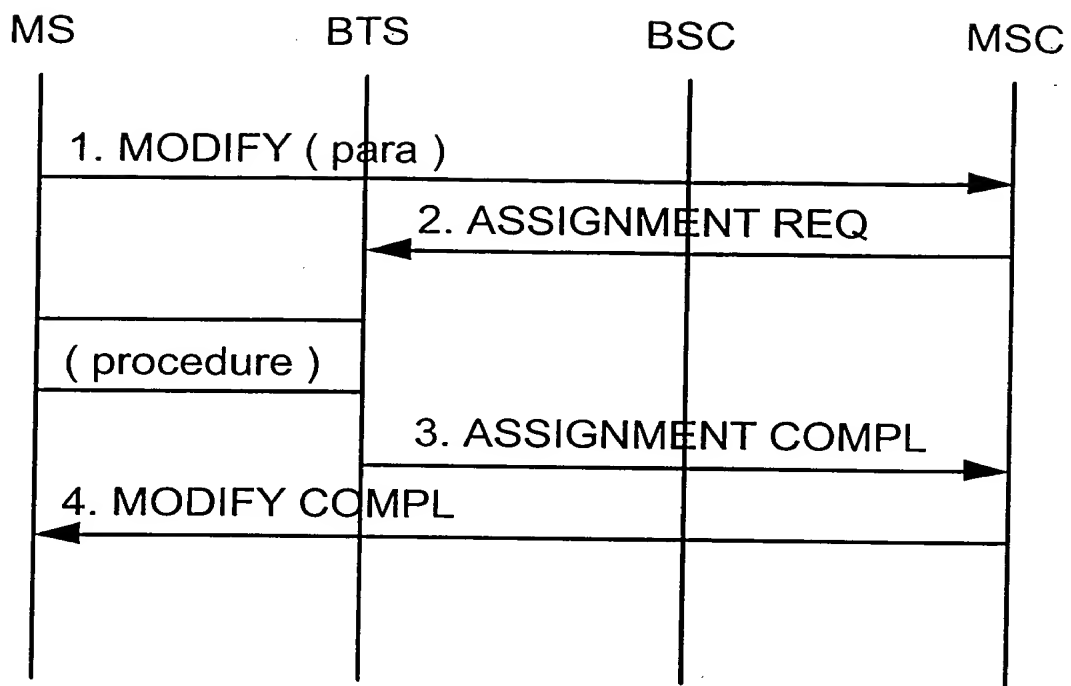 MS BTS BSC MSC
1. MODIFY ( para )
2. ASSIGNMENT REQ
( procedure )
3. ASSIGNMENT COMPL
4. MODIFY COMPL